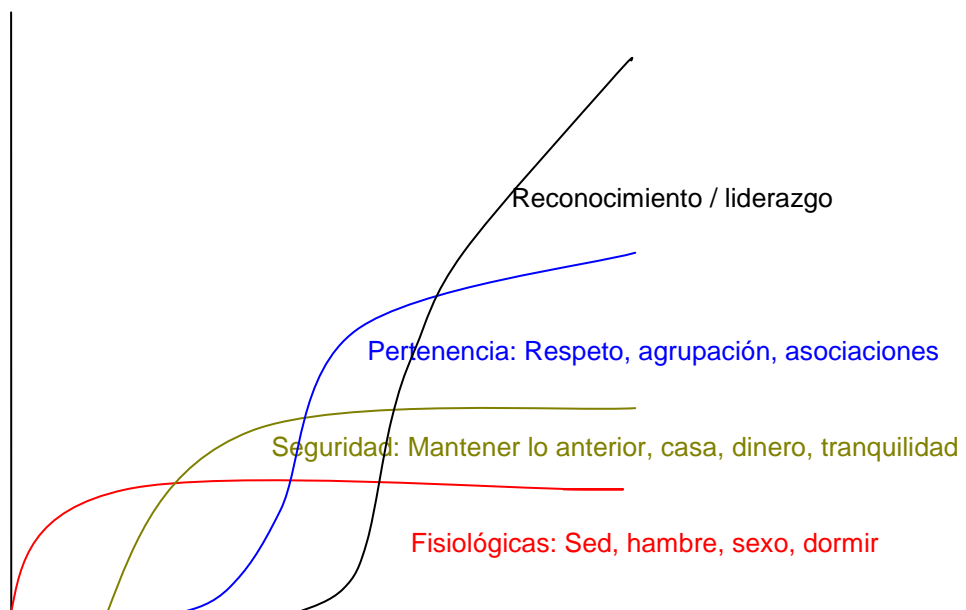 Reconocimiento / liderazgo
Pertenencia: Respeto, agrupación, asociaciones
Seguridad: Mantener lo anterior, casa, dinero, tranquilidad
Fisiológicas: Sed, hambre, sexo, dormir